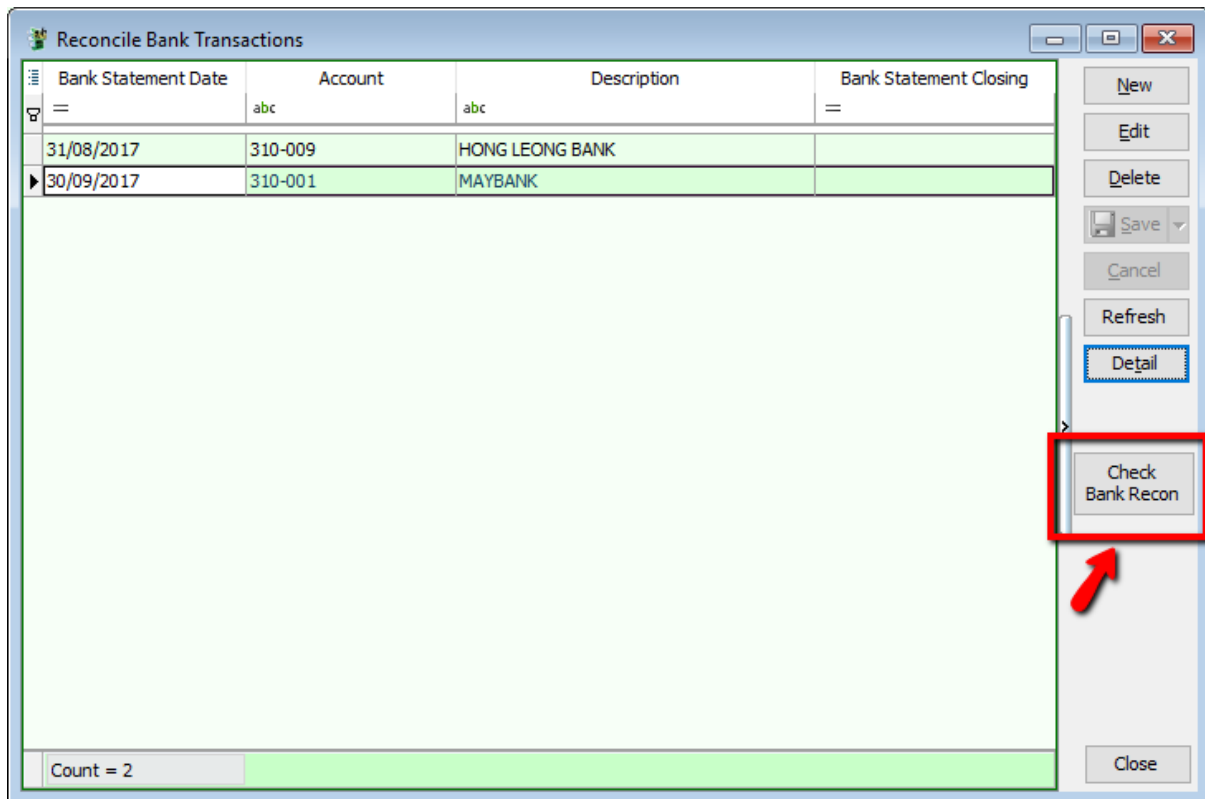 Reconcile Bank Transactions
Bank Statement Date Account Description Bank Statement Closing
= abc abc =
31/08/2017 310-009 HONG LEONG BANK
30/09/2017 310-001 MAYBANK
Count = 2
New
Edit
Delete
Save
Cancel
Refresh
Detail
Check
Bank Recon
Close